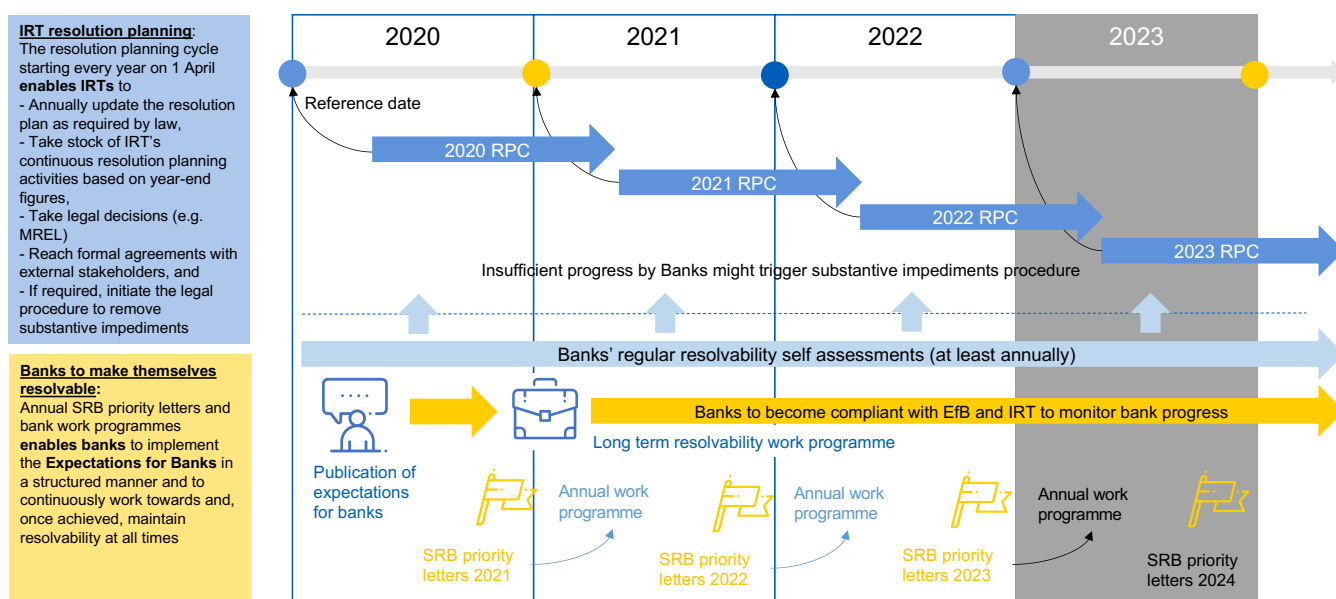 IRT resolution planning:
The resolution planning cycle
starting every year on 1 April
enables IRTs to
- Annually update the resolution
plan as required by law,
- Take stock of IRT's
continuous resolution planning
activities based on year-end
figures,
- Take legal decisions (e.g.
MREL)
- Reach formal agreements with
external stakeholders, and
- If required, initiate the legal
procedure to remove
substantive impediments
Banks to make themselves
resolvable:
Annual SRB priority letters and
bank work programmes
enables banks to implement
the Expectations for Banks in
a structured manner and to
continuously work towards and,
once achieved, maintain
resolvability at all times
2020
2021
2022
2023
Reference date
2020 RPC
2021 RPC
2022 RPC
2023 RPC
Insufficient progress by Banks might trigger substantive impediments procedure
Banks' regular resolvability self assessments (at least annually)
Banks to become compliant with EfB and IRT to monitor bank progress
Long term resolvability work programme
Publication of
expectations
for banks
Annual work
programme
Annual work
programme
Annual work
programme
SRB priority
letters 2021
SRB priority
letters 2022
SRB priority
letters 2023
SRB priority
letters 2024